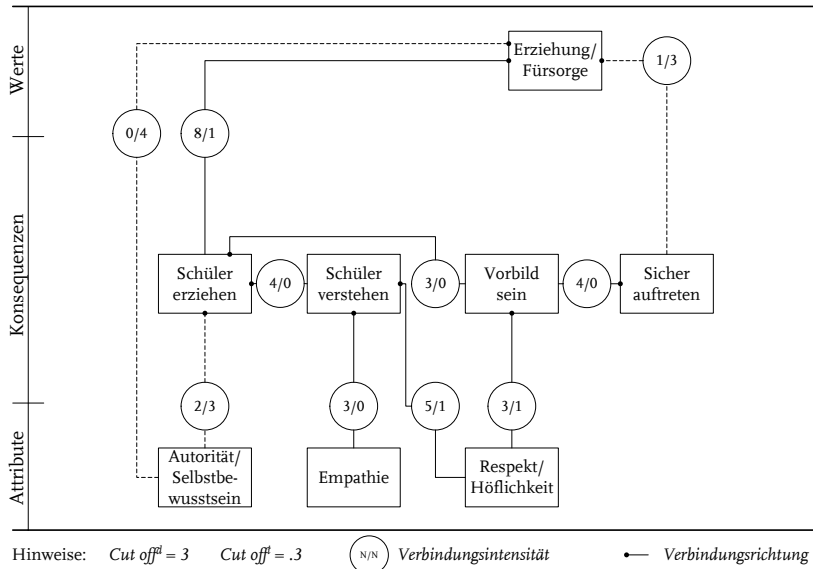 Werte
Erziehung/
Fürsorge
1/3
0/4
8/1
Konsequenzen
Schüler
erziehen
4/0
Schüler
verstehen
3/0
Vorbild
sein
4/0
Sicher
auftreten
2/3
3/0
5/1
3/1
Attribute
Autorität/
Selbstbe-
wusstsein
Empathie
Respekt/
Höflichkeit
Hinweise: Cut off^d = 3 Cut off^t = .3 N/N Verbindungsintensität Verbindungsrichtung